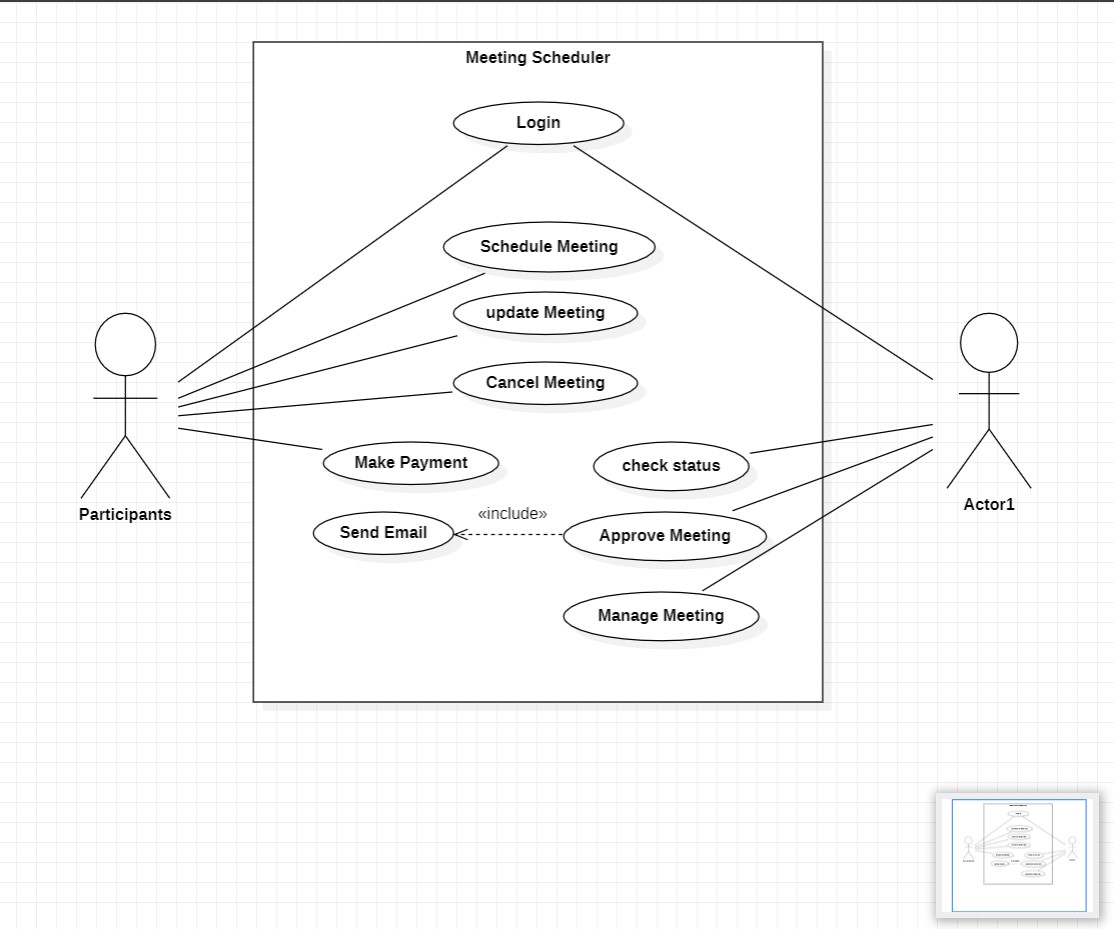 Meeting Scheduler
Login
Schedule Meeting
update Meeting
Cancel Meeting
Make Payment
check status
Send Email
«include»
Approve Meeting
Manage Meeting
Participants
Actor1